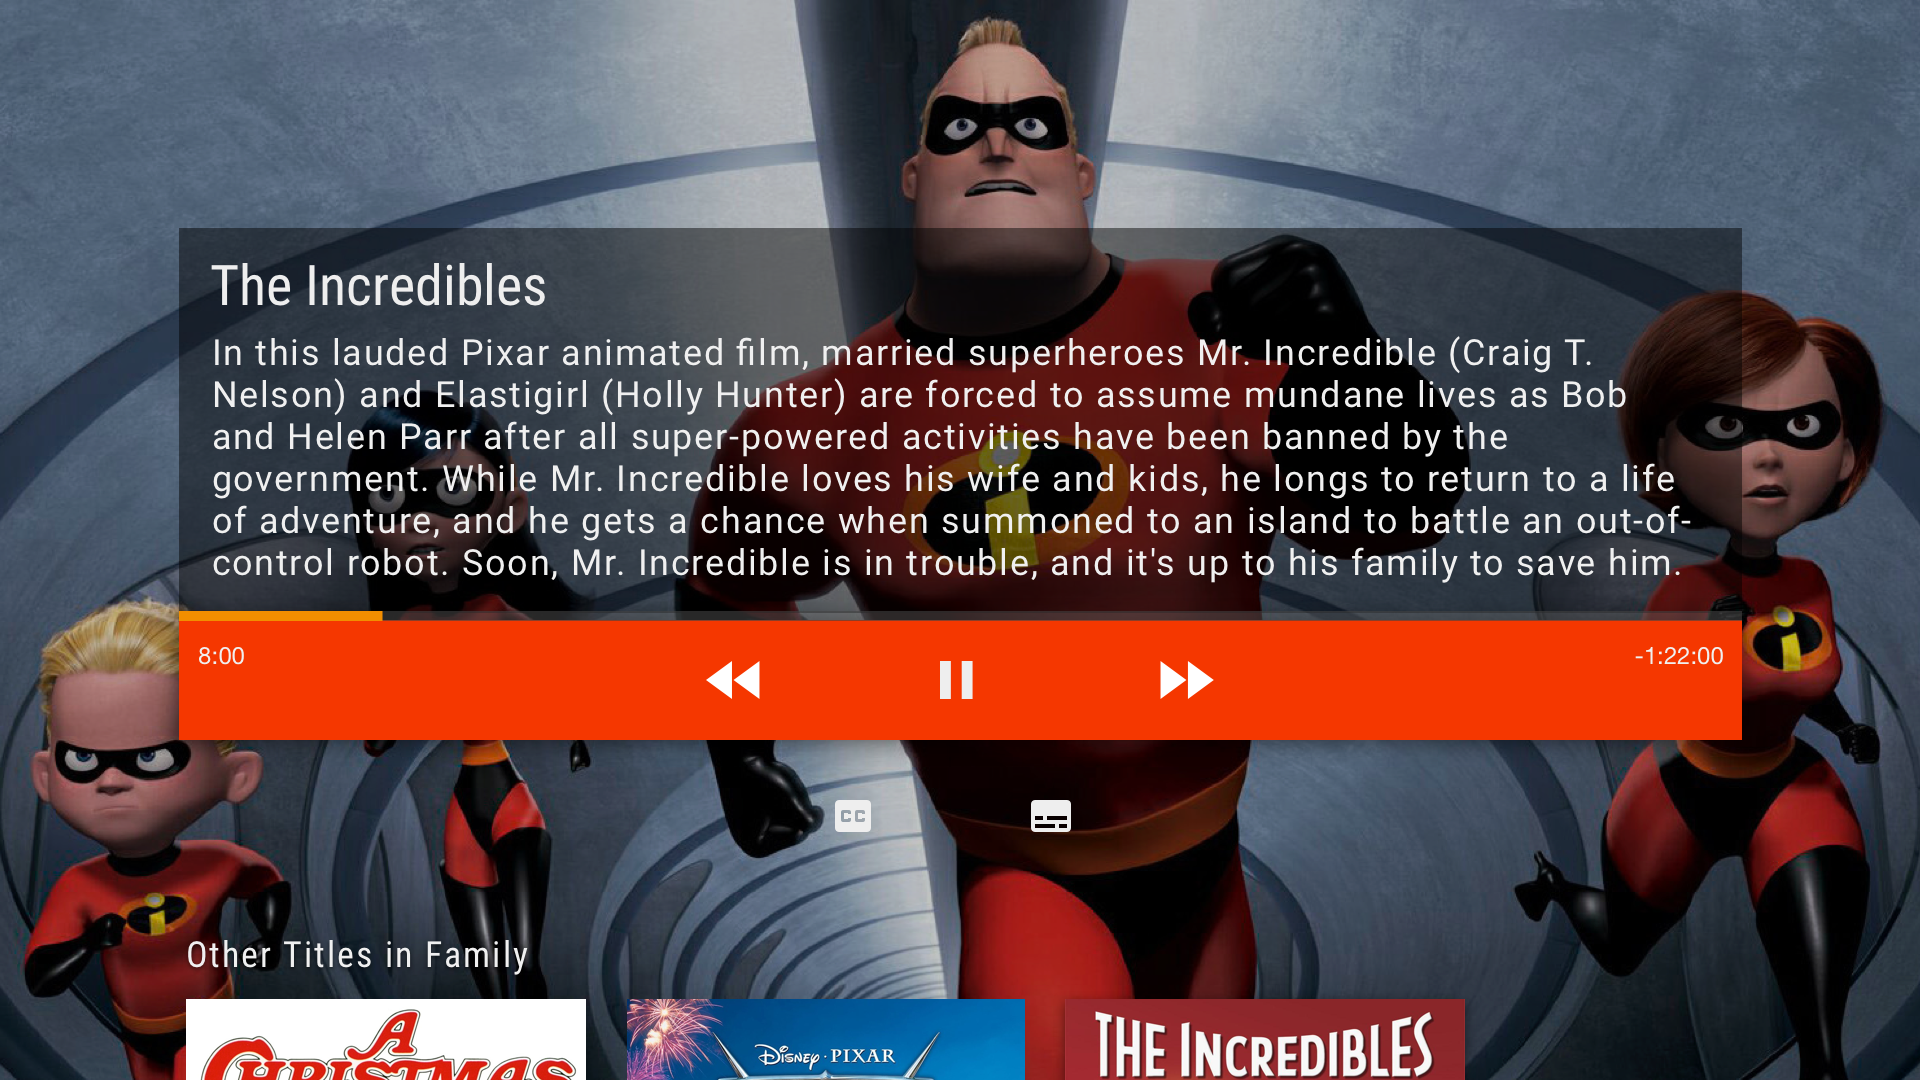 The Incredibles
In this lauded Pixar animated film, married superheroes Mr. Incredible (Craig T.
Nelson) and Elastigirl (Holly Hunter) are forced to assume mundane lives as Bob
and Helen Parr after all super-powered activities have been banned by the
government. While Mr. Incredible loves his wife and kids, he longs to return to a life
of adventure, and he gets a chance when summoned to an island to battle an out-of-
control robot. Soon, Mr. Incredible is in trouble, and it's up to his family to save him.
8:00
-1:22:00
CC
Other Titles in Family
A
CHRISTMAS
DISNEY · PIXAR
THE INCREDIBLES